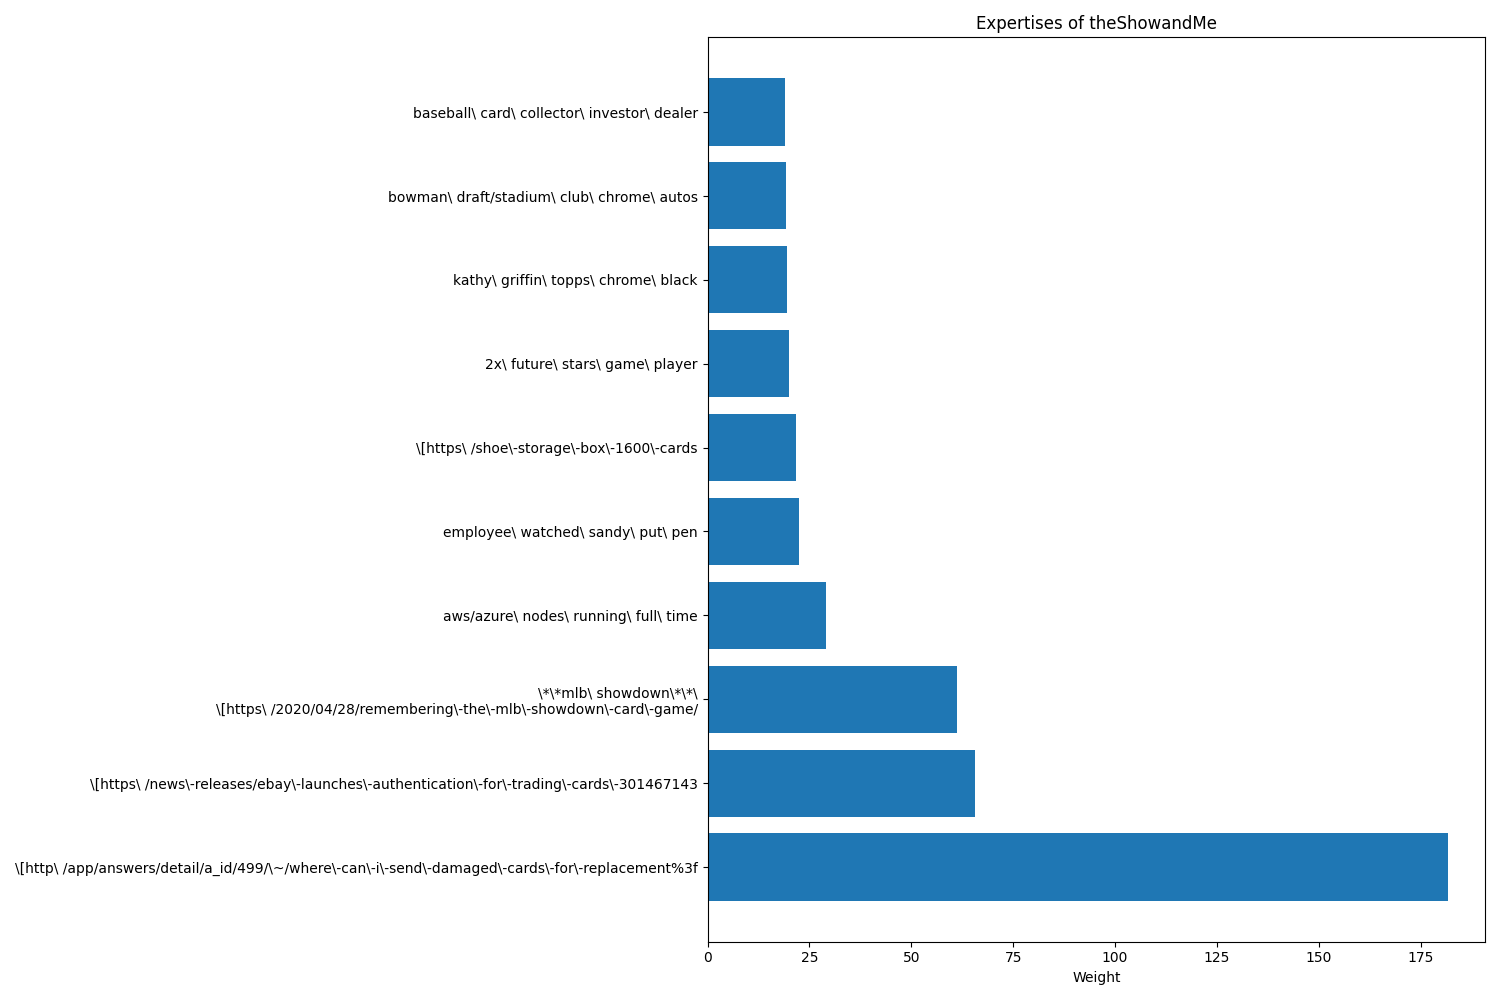 Expertises of theShowandMe
baseball\ card\ collector\ investor\ dealer
bowman\ draft/stadium\ club\ chrome\ autos
kathy\ griffin\ topps\ chrome\ black
2x\ future\ stars\ game\ player
\[https\ /shoe\-storage\-box\-1600\-cards
employee\ watched\ sandy\ put\ pen
aws/azure\ nodes\ running\ full\ time
\*\*mlb\ showdown\*\*\
\[https\ /2020/04/28/remembering\-the\-mlb\-showdown\-card\-game/
\[https\ /news\-releases/ebay\-launches\-authentication\-for\-trading\-cards\-301467143
\[http\ /app/answers/detail/a_id/499/\~/where\-can\-i\-send\-damaged\-cards\-for\-replacement%3f
0 25 50 75 100 125 150 175
Weight